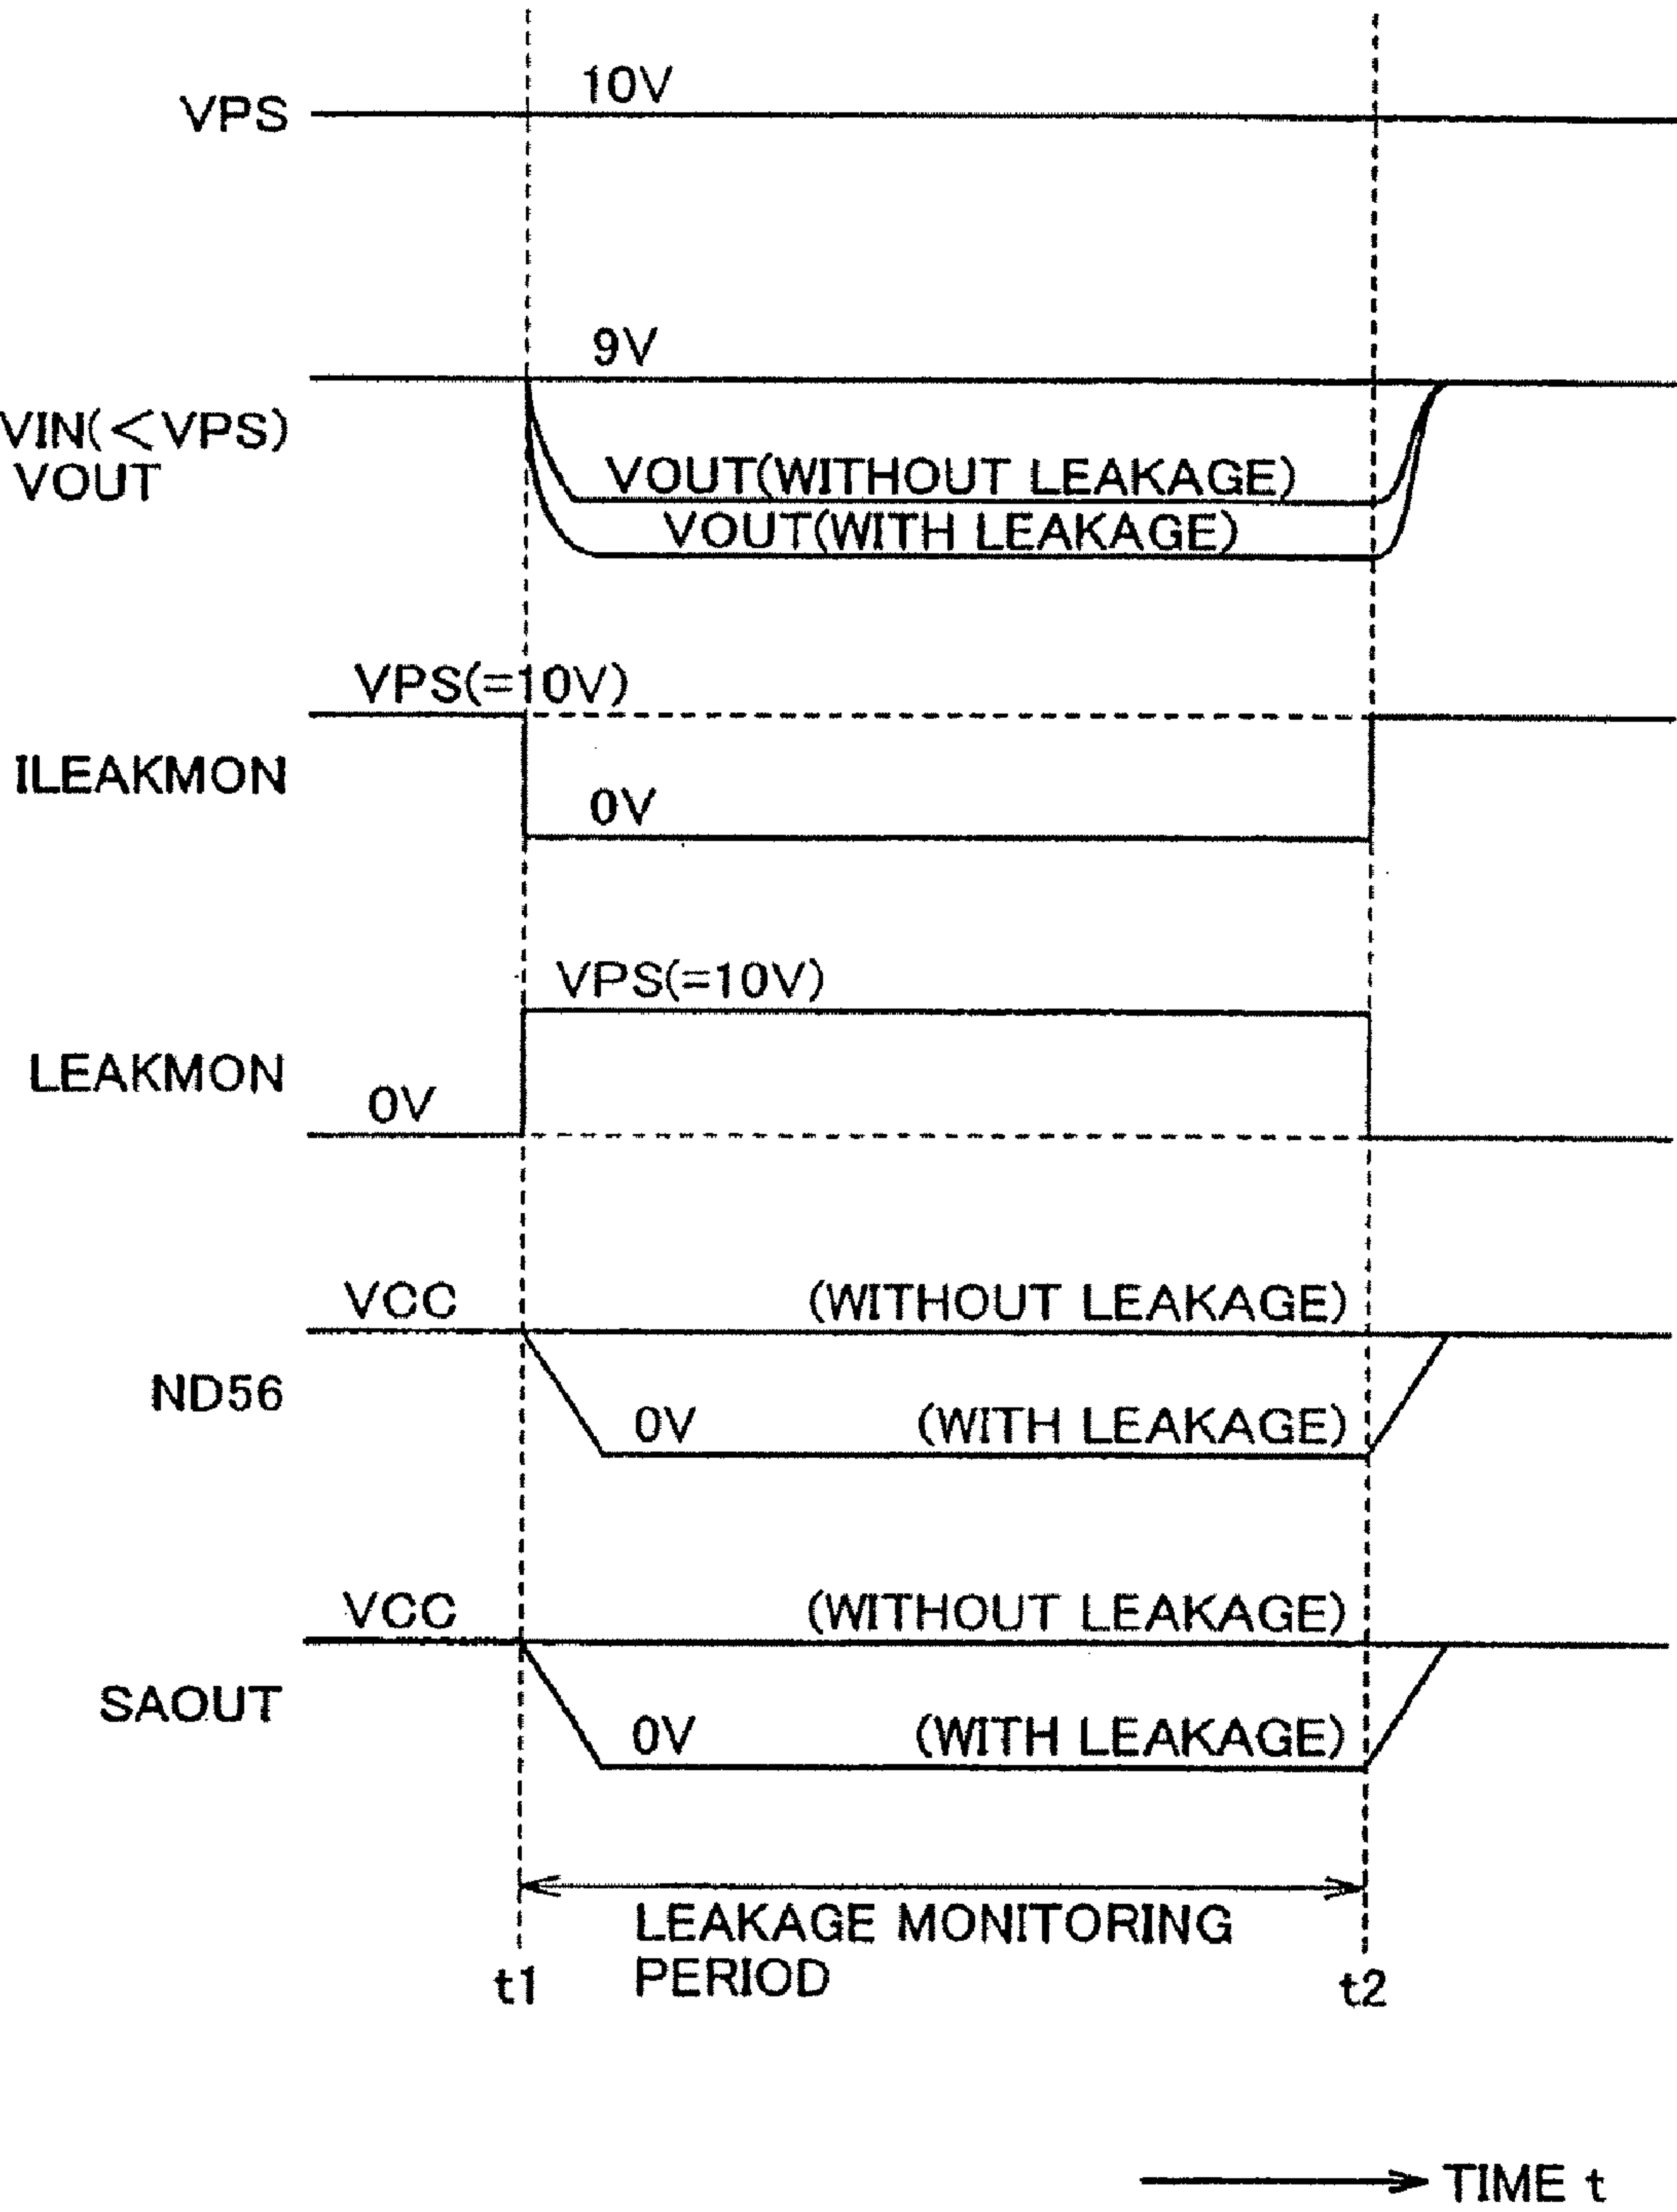 10V
VPS
9V
VIN(<VPS)
VOUT
VOUT(WITHOUT LEAKAGE)
VOUT(WITH LEAKAGE)
VPS(=10V)
ILEAKMON
0V
VPS(=10V)
LEAKMON
0V
VCC
(WITHOUT LEAKAGE)
ND56
0V
(WITH LEAKAGE)
VCC
(WITHOUT LEAKAGE)
SAOUT
0V
(WITH LEAKAGE)
LEAKAGE MONITORING
PERIOD
t1
t2
TIME t